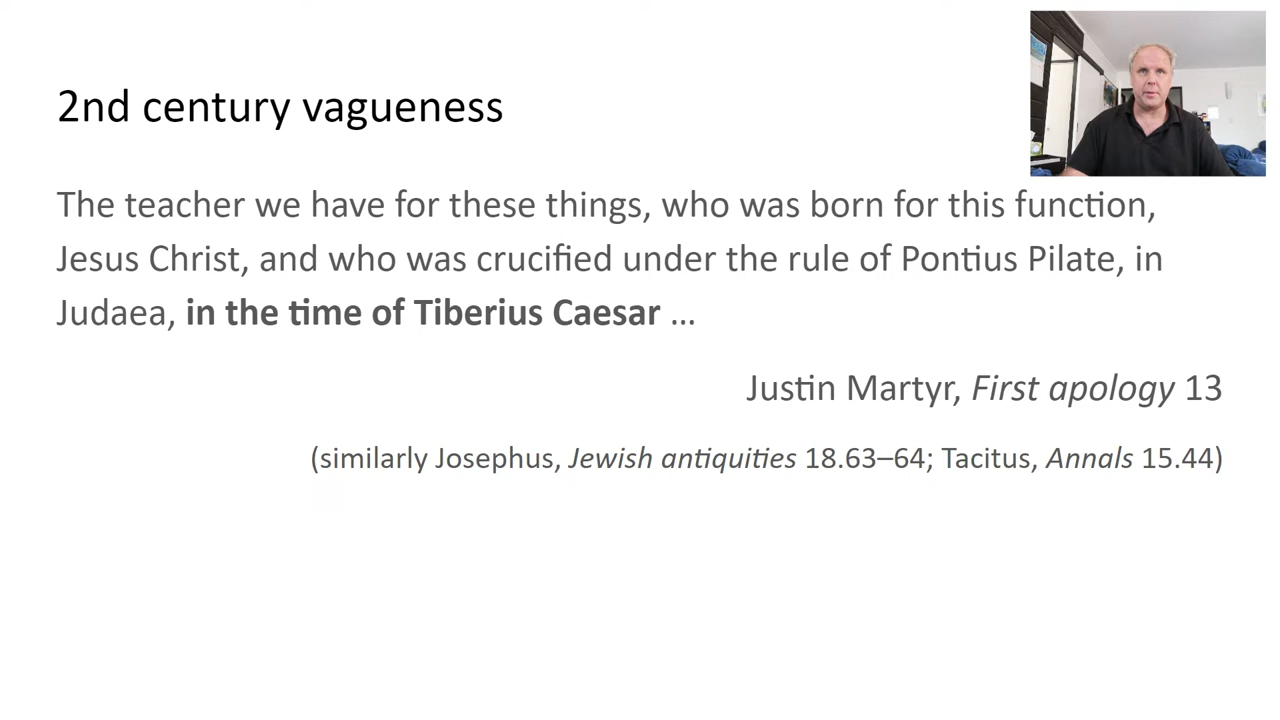 2nd century vagueness
The teacher we have for these things, who was born for this function,
Jesus Christ, and who was crucified under the rule of Pontius Pilate, in
Judaea, in the time of Tiberius Caesar …
Justin Martyr, First apology 13
(similarly Josephus, Jewish antiquities 18.63–64; Tacitus, Annals 15.44)